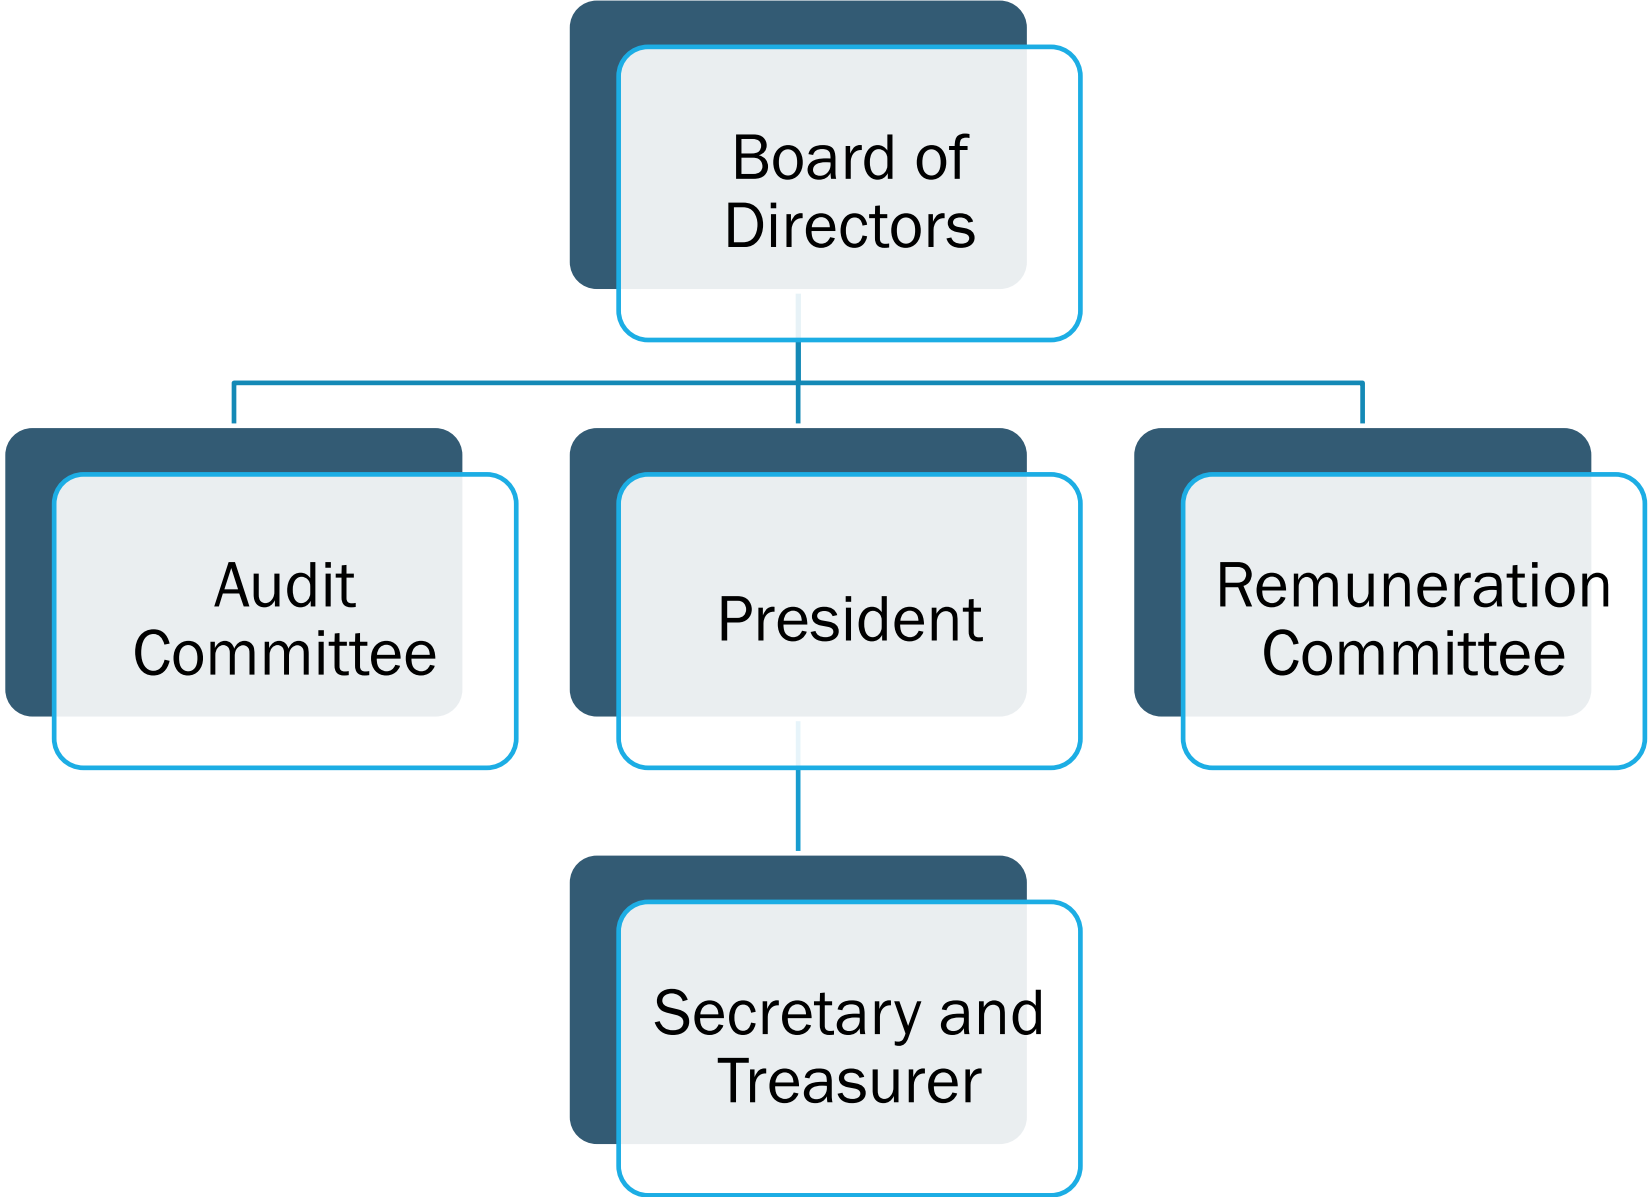 Board of
Directors
Audit
Committee
President
Remuneration
Committee
Secretary and
Treasurer